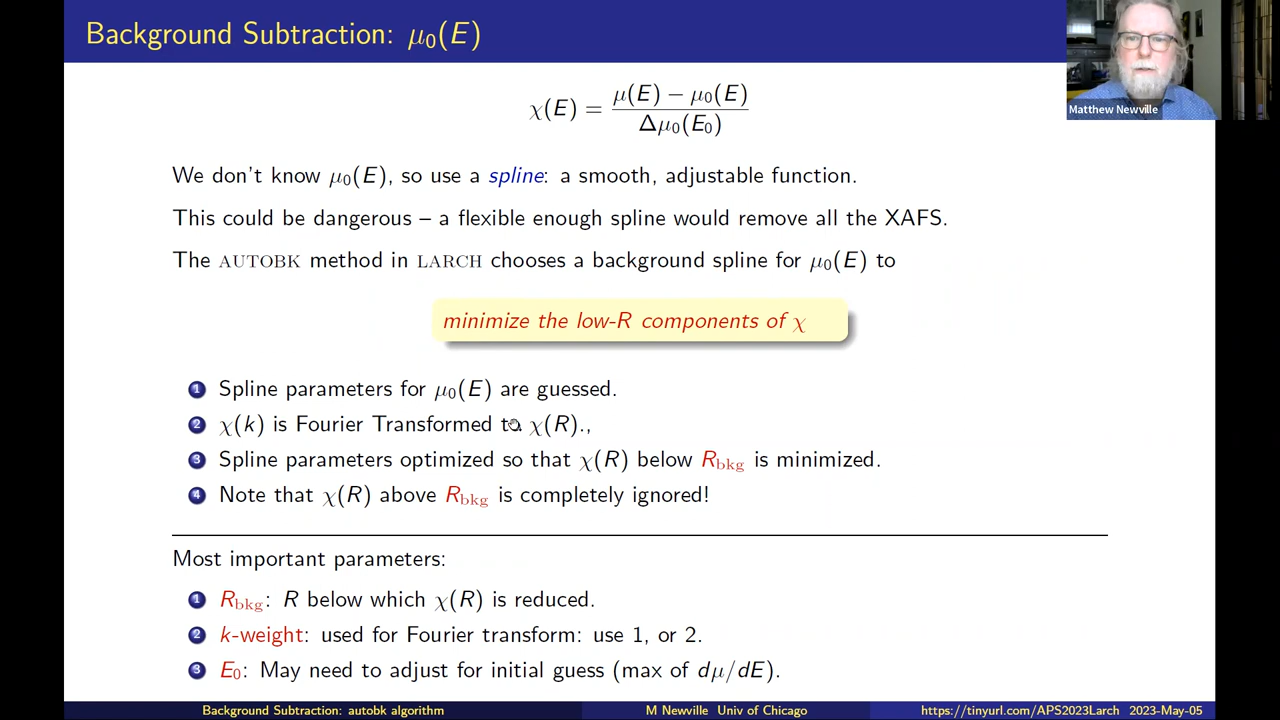 Background Subtraction: μ₀(E)
Matthew Newville
χ(E) = (μ(E) − μ₀(E)) / Δμ₀(E₀)
We don't know μ₀(E), so use a spline: a smooth, adjustable function.
This could be dangerous – a flexible enough spline would remove all the XAFS.
The AUTOBK method in LARCH chooses a background spline for μ₀(E) to
minimize the low-R components of χ
1 Spline parameters for μ₀(E) are guessed.
2 χ(k) is Fourier Transformed to χ(R).,
3 Spline parameters optimized so that χ(R) below R_bkg is minimized.
4 Note that χ(R) above R_bkg is completely ignored!
Most important parameters:
1 R_bkg: R below which χ(R) is reduced.
2 k-weight: used for Fourier transform: use 1, or 2.
3 E₀: May need to adjust for initial guess (max of dμ/dE).
Background Subtraction: autobk algorithm
M Newville Univ of Chicago
https://tinyurl.com/APS2023Larch 2023-May-05